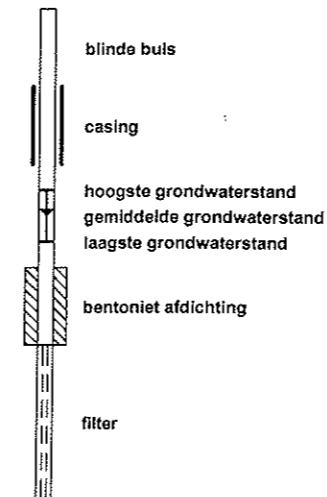 blinde buis
casing
hoogste grondwaterstand
gemiddelde grondwaterstand
laagste grondwaterstand
bentoniet afdichting
filter